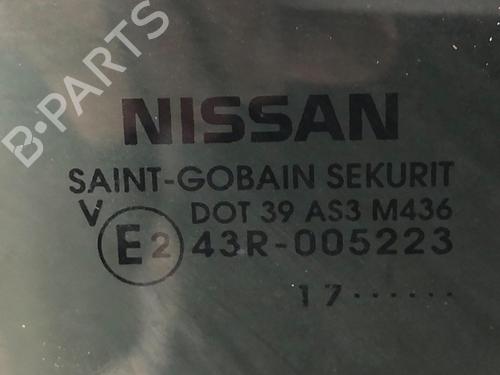 B·PARTS
NISSAN
SAINT-GOBAIN SEKURIT
V DOT 39 AS3 M436
E2 43R-005223
17······